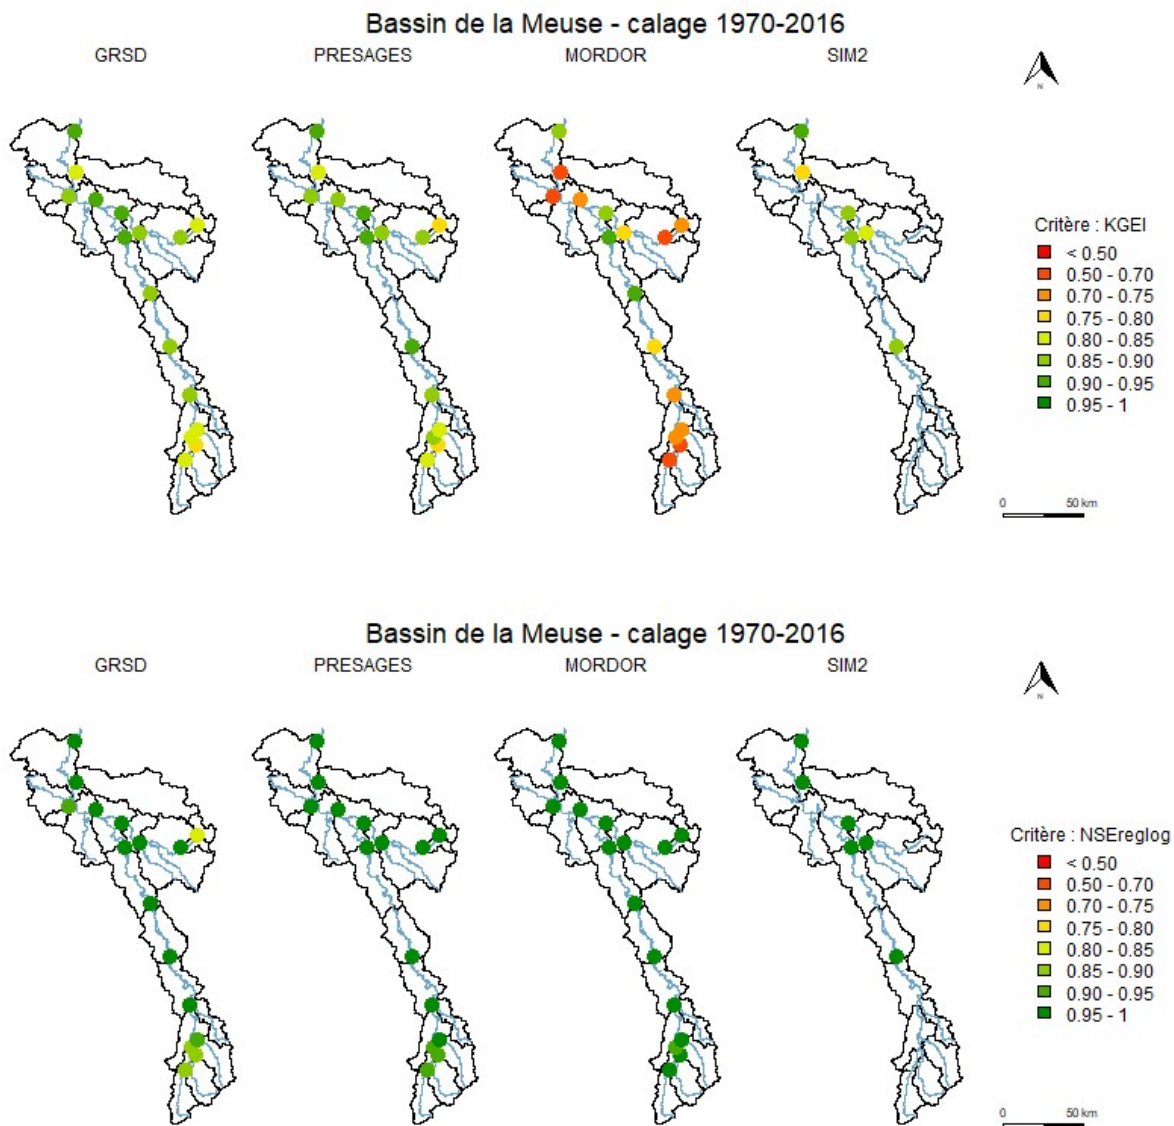 Bassin de la Meuse - calage 1970-2016
GRSD PRESAGES MORDOR SIM2
N
Critère : KGEI
< 0.50
0.50 - 0.70
0.70 - 0.75
0.75 - 0.80
0.80 - 0.85
0.85 - 0.90
0.90 - 0.95
0.95 - 1
0 50 km
Bassin de la Meuse - calage 1970-2016
GRSD PRESAGES MORDOR SIM2
N
Critère : NSEreglog
< 0.50
0.50 - 0.70
0.70 - 0.75
0.75 - 0.80
0.80 - 0.85
0.85 - 0.90
0.90 - 0.95
0.95 - 1
0 50 km